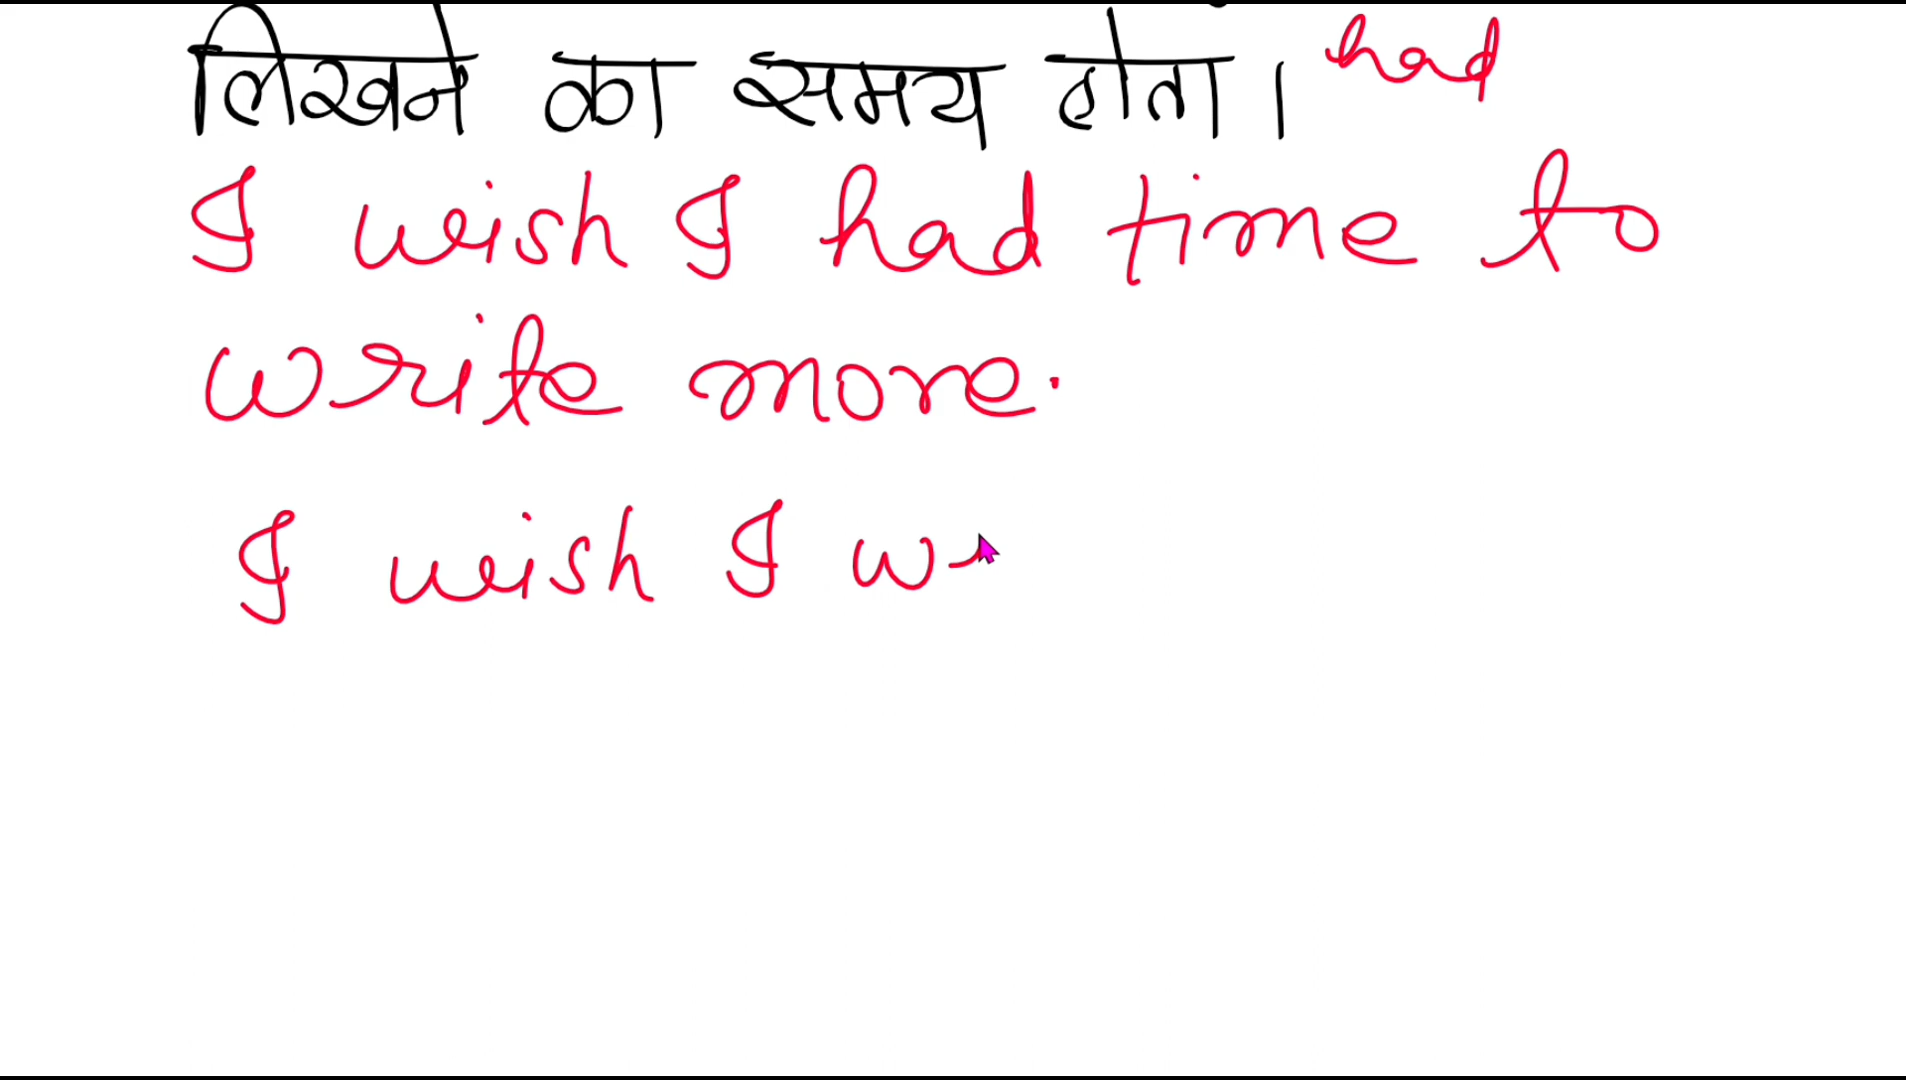 लिखने का समय होता। had
I wish I had time to
write more.
I wish I w